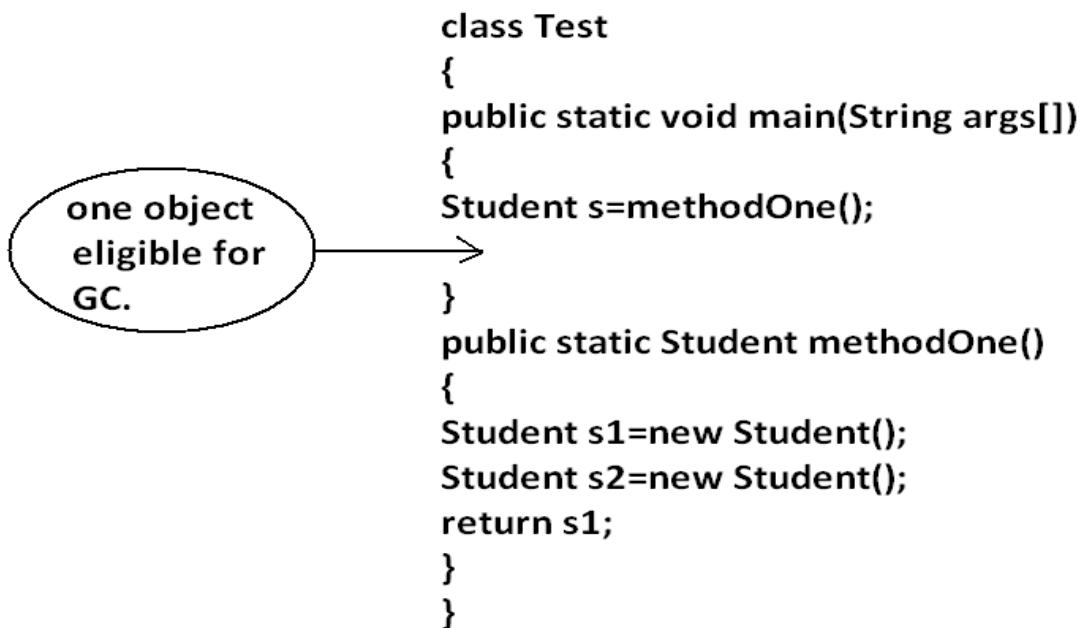 class Test
{
public static void main(String args[])
{
Student s=methodOne();
one object
eligible for
GC.
}
public static Student methodOne()
{
Student s1=new Student();
Student s2=new Student();
return s1;
}
}